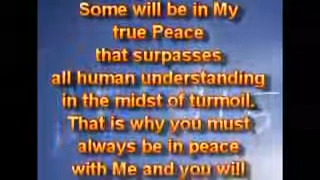 Some will be in My
true Peace
that surpasses
all human understanding
in the midst of turmoil.
That is why you must
always be in peace
with Me and you will